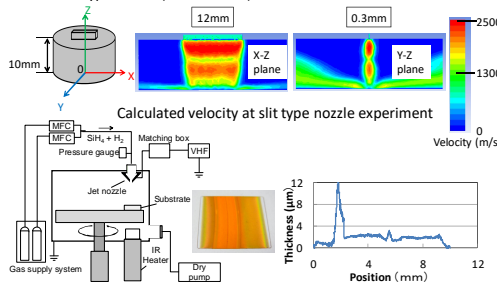 12mm
0.3mm
Z
10mm
0
X
Y
X-Z
plane
Y-Z
plane
2500
1300
0
Velocity (m/s
Calculated velocity at slit type nozzle experiment
MFC
MFC
SiH4 + H2
Pressure gauge
Matching box
VHF
Jet nozzle
Substrate
Gas supply system
IR
Heater
Dry
pump
Thickness (μm)
12
8
4
0
0
4
8
12
Position (mm)